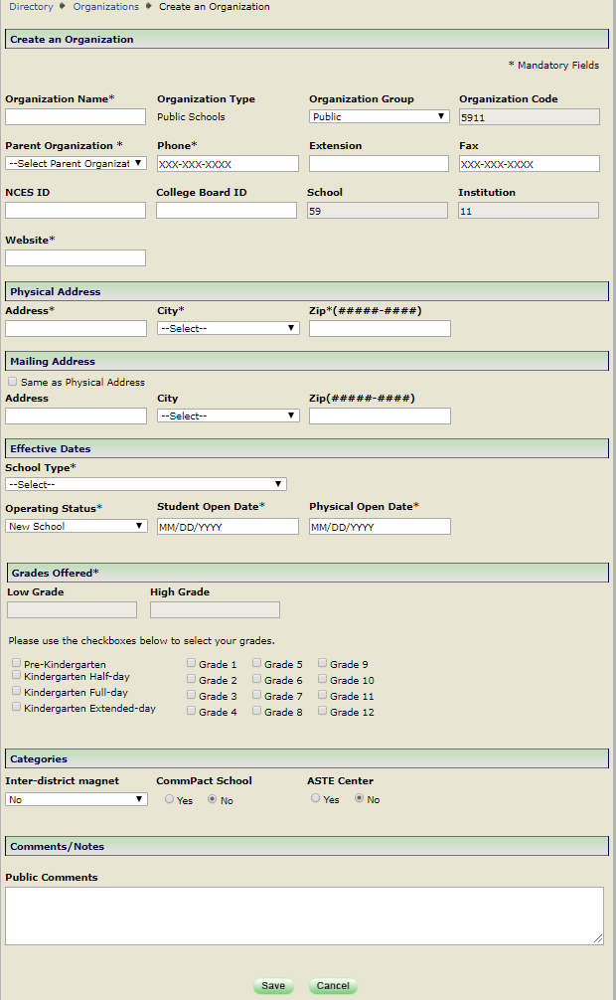 Directory Organizations Create an Organization
Create an Organization
* Mandatory Fields
Organization Name* Organization Type Organization Group Organization Code
Public Schools Public 5911
Parent Organization * Phone* Extension Fax
--Select Parent Organizat XXX-XXX-XXXX XXX-XXX-XXXX
NCES ID College Board ID School Institution
59 11
Website*
Physical Address
Address* City* Zip*(#####-####)
--Select--
Mailing Address
Same as Physical Address
Address City Zip(#####-####)
--Select--
Effective Dates
School Type*
--Select--
Operating Status* Student Open Date* Physical Open Date*
New School MM/DD/YYYY MM/DD/YYYY
Grades Offered*
Low Grade High Grade
Please use the checkboxes below to select your grades.
Pre-Kindergarten Grade 1 Grade 5 Grade 9
Kindergarten Half-day Grade 2 Grade 6 Grade 10
Kindergarten Full-day Grade 3 Grade 7 Grade 11
Kindergarten Extended-day Grade 4 Grade 8 Grade 12
Categories
Inter-district magnet CommPact School ASTE Center
No Yes No Yes No
Comments/Notes
Public Comments
Save Cancel